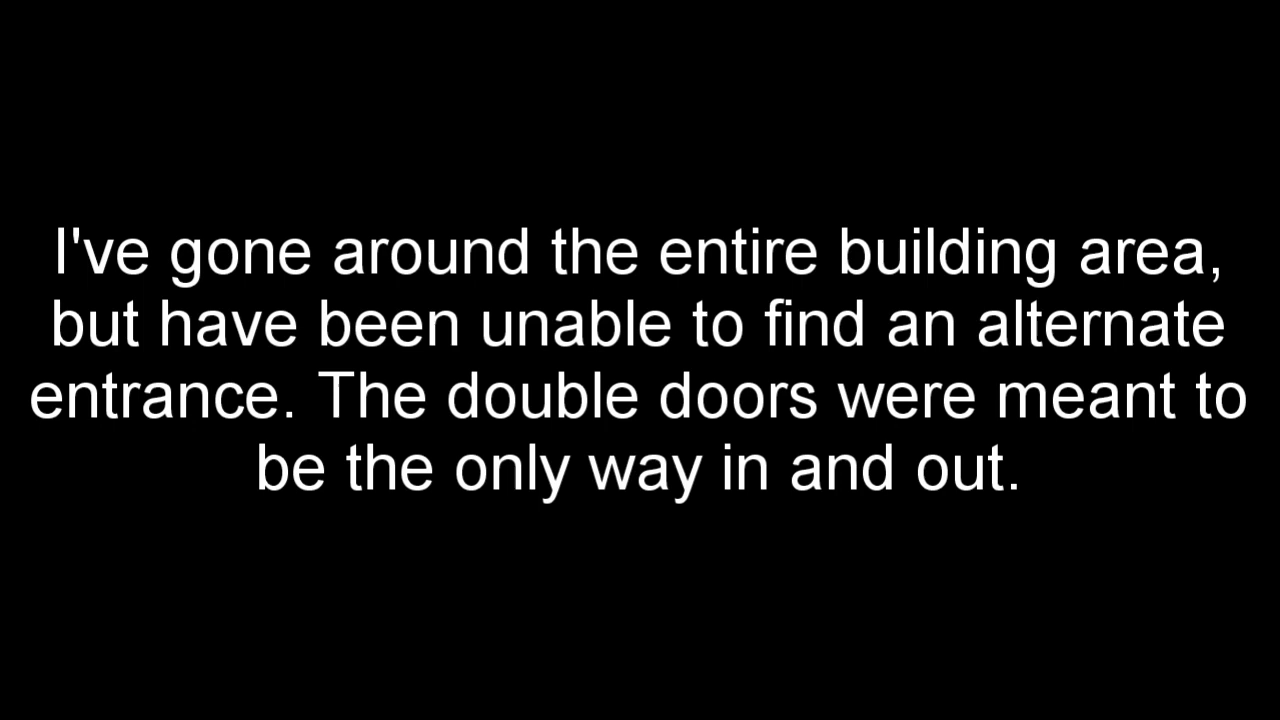 I've gone around the entire building area,
but have been unable to find an alternate
entrance. The double doors were meant to
be the only way in and out.